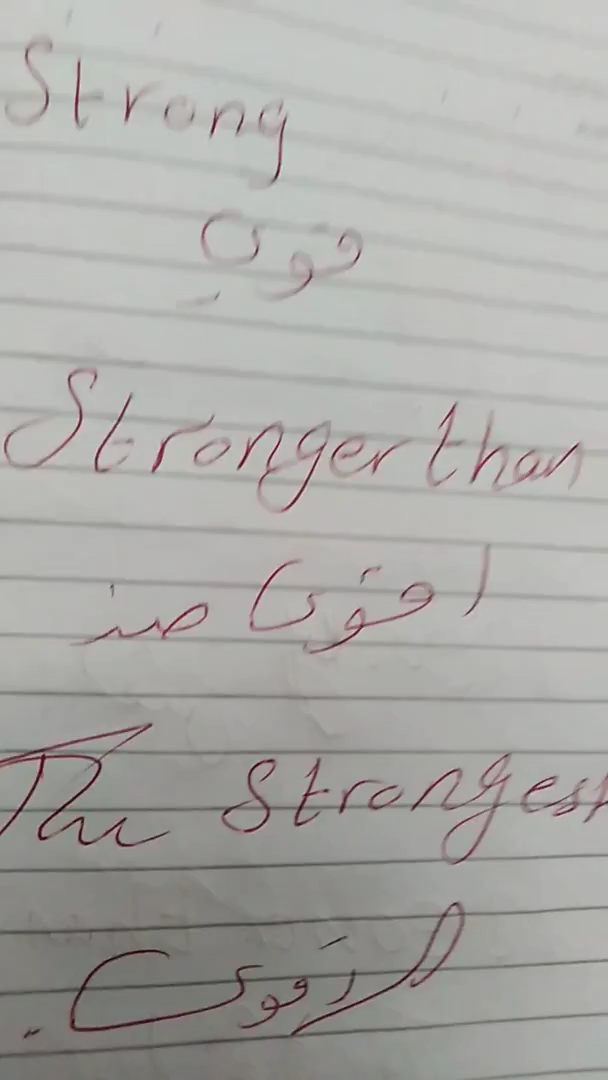 Strong
قوي
Stronger than
اقوى من
The Strongest
الاقوى.